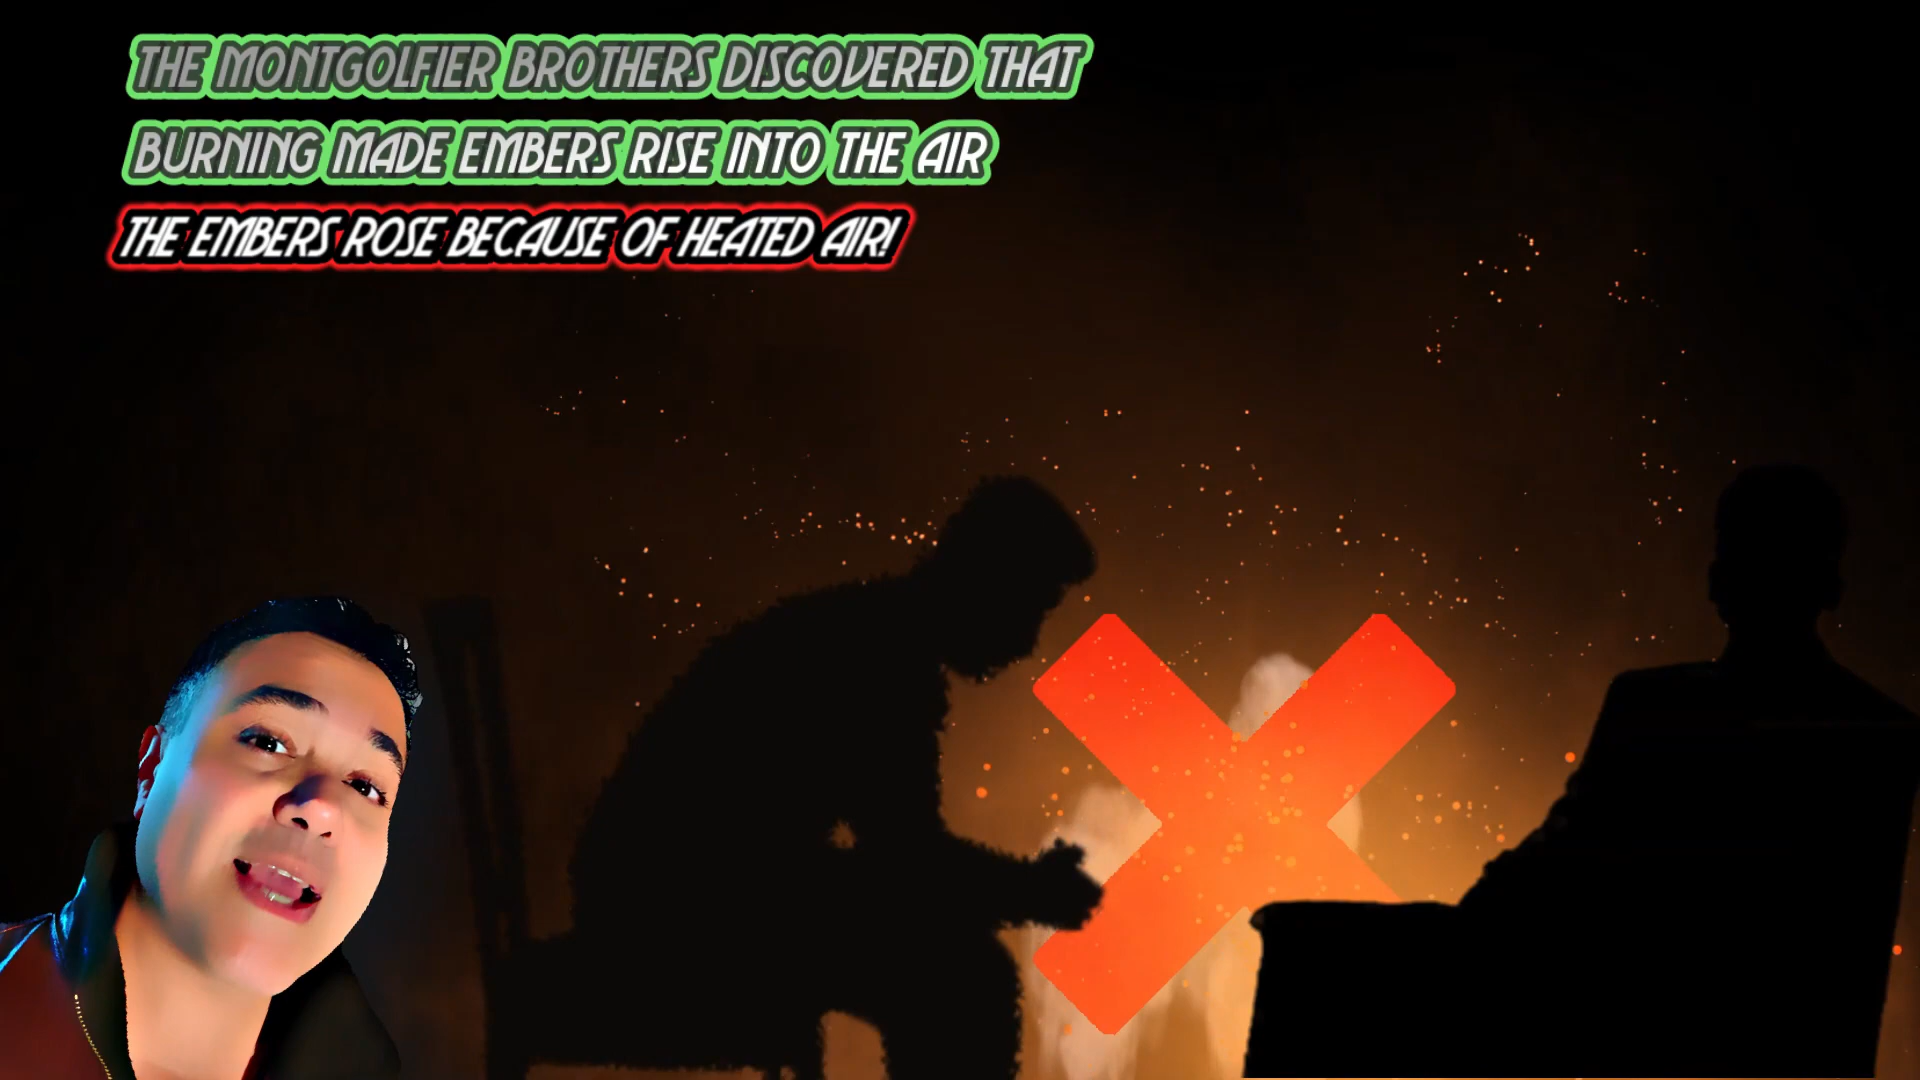 THE MONTGOLFIER BROTHERS DISCOVERED THAT
BURNING MADE EMBERS RISE INTO THE AIR
THE EMBERS ROSE BECAUSE OF HEATED AIR!